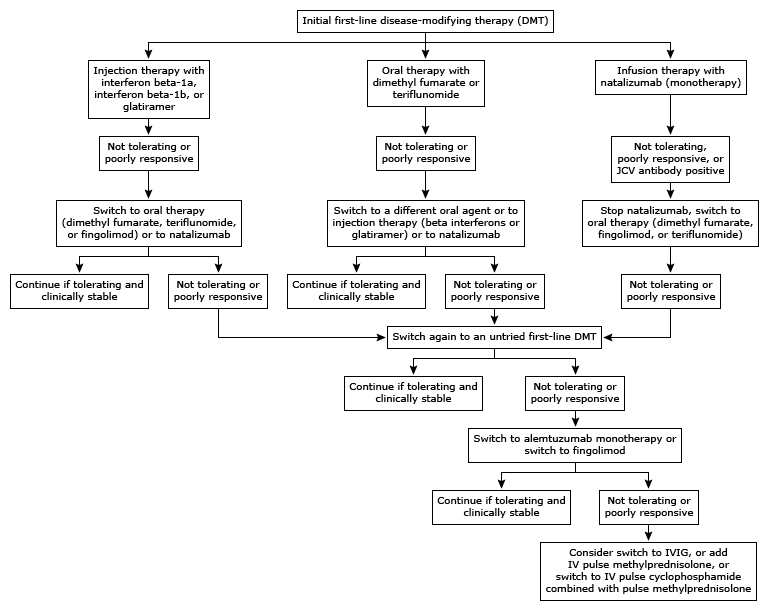 Initial first-line disease-modifying therapy (DMT)
Injection therapy with
interferon beta-1a,
interferon beta-1b, or
glatiramer
Oral therapy with
dimethyl fumarate or
teriflunomide
Infusion therapy with
natalizumab (monotherapy)
Not tolerating or
poorly responsive
Not tolerating or
poorly responsive
Not tolerating,
poorly responsive, or
JCV antibody positive
Switch to oral therapy
(dimethyl fumarate, teriflunomide,
or fingolimod) or to natalizumab
Switch to a different oral agent or to
injection therapy (beta interferons or
glatiramer) or to natalizumab
Stop natalizumab, switch to
oral therapy (dimethyl fumarate,
fingolimod, or teriflunomide)
Continue if tolerating and
clinically stable
Not tolerating or
poorly responsive
Continue if tolerating and
clinically stable
Not tolerating or
poorly responsive
Not tolerating or
poorly responsive
Switch again to an untried first-line DMT
Continue if tolerating and
clinically stable
Not tolerating or
poorly responsive
Switch to alemtuzumab monotherapy or
switch to fingolimod
Continue if tolerating and
clinically stable
Not tolerating or
poorly responsive
Consider switch to IVIG, or add
IV pulse methylprednisolone, or
switch to IV pulse cyclophosphamide
combined with pulse methylprednisolone